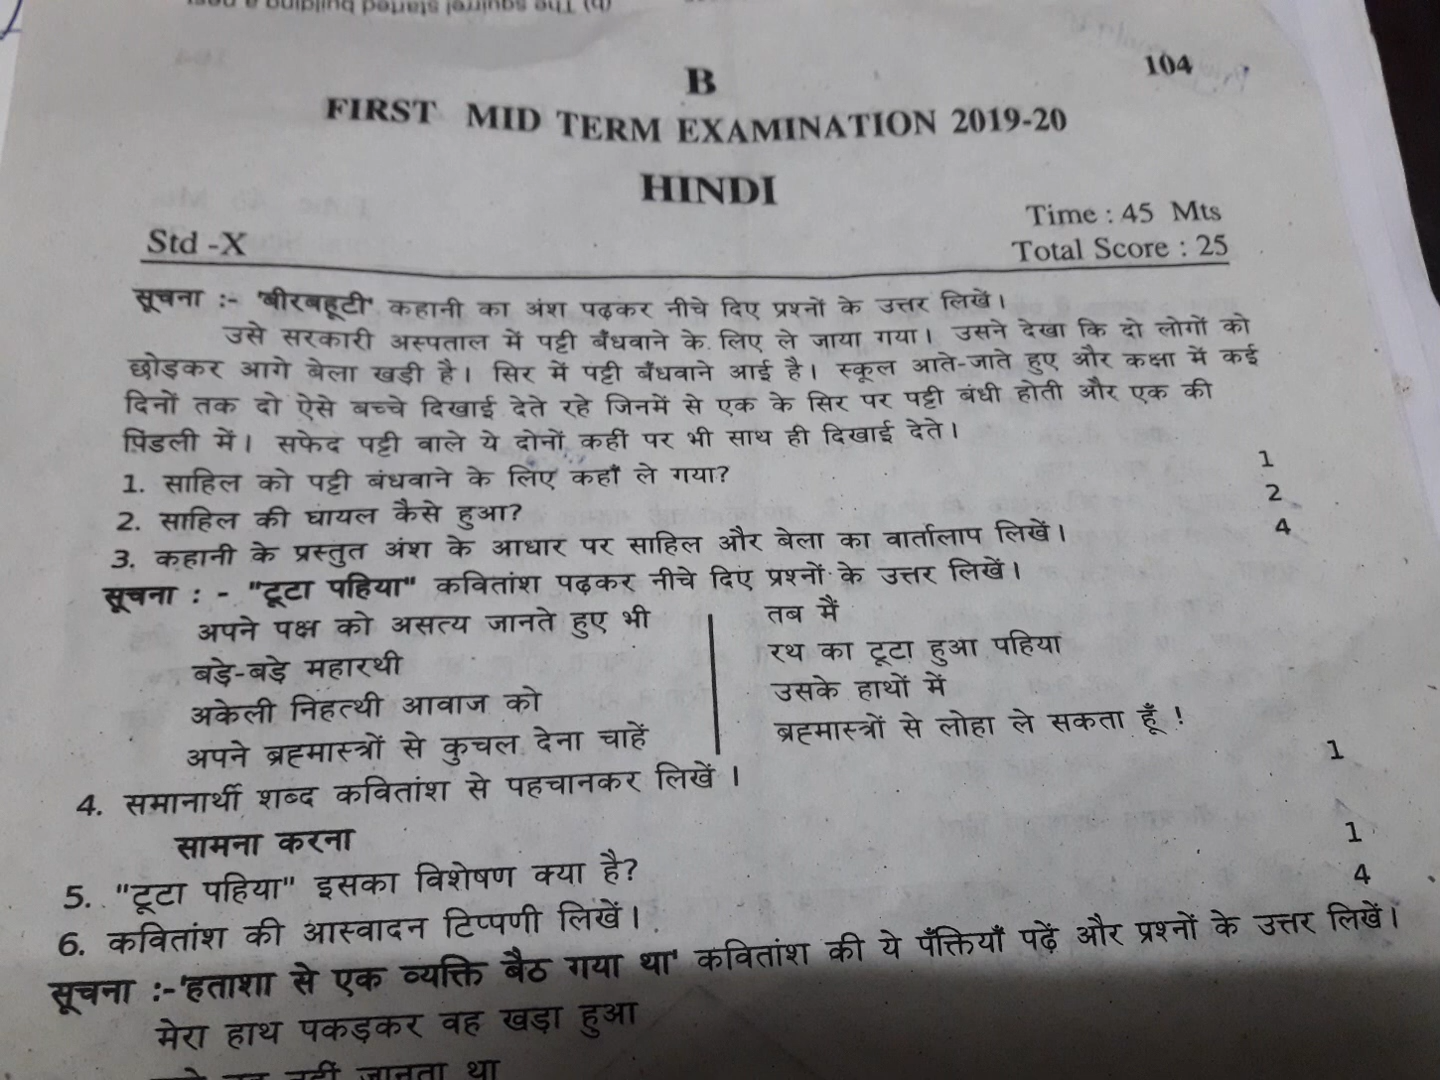 (b) The squirrel started building a
B
104
FIRST MID TERM EXAMINATION 2019-20
HINDI
Time : 45 Mts
Std -X
Total Score : 25
सूचना :- 'बीरबहूटी' कहानी का अंश पढ़कर नीचे दिए प्रश्नों के उत्तर लिखें।
उसे सरकारी अस्पताल में पट्टी बँधवाने के लिए ले जाया गया। उसने देखा कि दो लोगों को
छोड़कर आगे बेला खड़ी है। सिर में पट्टी बँधवाने आई है। स्कूल आते-जाते हुए और कक्षा में कई
दिनों तक दो ऐसे बच्चे दिखाई देते रहे जिनमें से एक के सिर पर पट्टी बंधी होती और एक की
पिंडली में। सफेद पट्टी वाले ये दोनों कहीं पर भी साथ ही दिखाई देते।
1. साहिल को पट्टी बंधवाने के लिए कहाँ ले गया? 1
2. साहिल की घायल कैसे हुआ? 2
3. कहानी के प्रस्तुत अंश के आधार पर साहिल और बेला का वार्तालाप लिखें। 4
सूचना : - "टूटा पहिया" कवितांश पढ़कर नीचे दिए प्रश्नों के उत्तर लिखें।
अपने पक्ष को असत्य जानते हुए भी
बड़े-बड़े महारथी
अकेली निहत्थी आवाज को
अपने ब्रह्मास्त्रों से कुचल देना चाहें
तब मैं
रथ का टूटा हुआ पहिया
उसके हाथों में
ब्रह्मास्त्रों से लोहा ले सकता हूँ !
4. समानार्थी शब्द कवितांश से पहचानकर लिखें । 1
सामना करना
5. "टूटा पहिया" इसका विशेषण क्या है? 1
6. कवितांश की आस्वादन टिप्पणी लिखें। 4
सूचना :-'हताशा से एक व्यक्ति बैठ गया था' कवितांश की ये पँक्तियाँ पढ़ें और प्रश्नों के उत्तर लिखें।
मेरा हाथ पकड़कर वह खड़ा हुआ
नहीं जानता था